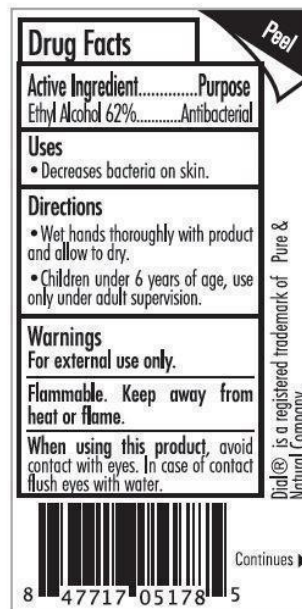 Peel
Drug Facts
Active Ingredient..............Purpose
Ethyl Alcohol 62%............Antibacterial
Uses
• Decreases bacteria on skin.
Directions
• Wet hands thoroughly with product
and allow to dry.
• Children under 6 years of age, use
only under adult supervision.
Warnings
For external use only.
Flammable. Keep away from
heat or flame.
When using this product, avoid
contact with eyes. In case of contact
flush eyes with water.
Dial® is a registered trademark of Pure &
Natural Company
Continues
8 47717 05178 5